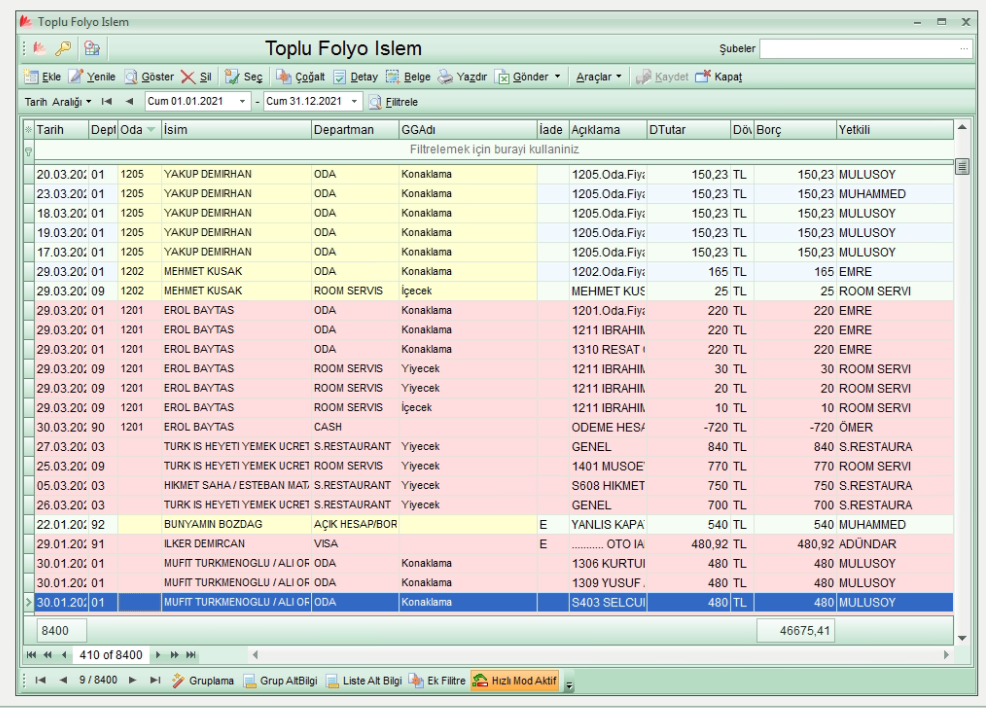 Toplu Folyo Islem
Toplu Folyo Islem Şubeler
Ekle Yenile Göster Sil Seç Çoğalt Detay Belge Yazdır Gönder Araçlar Kaydet Kapat
Tarih Aralığı Cum 01.01.2021 - Cum 31.12.2021 Filtrele
Tarih Dept Oda İsim Departman GGAdı İade Açıklama DTutar Döv Borç Yetkili
Filtrelemek için burayi kullaniniz
20.03.202 01 1205 YAKUP DEMIRHAN ODA Konaklama 1205.Oda.Fiya 150,23 TL 150,23 MULUSOY
23.03.202 01 1205 YAKUP DEMIRHAN ODA Konaklama 1205.Oda.Fiya 150,23 TL 150,23 MUHAMMED
18.03.202 01 1205 YAKUP DEMIRHAN ODA Konaklama 1205.Oda.Fiya 150,23 TL 150,23 MULUSOY
19.03.202 01 1205 YAKUP DEMIRHAN ODA Konaklama 1205.Oda.Fiya 150,23 TL 150,23 MULUSOY
17.03.202 01 1205 YAKUP DEMIRHAN ODA Konaklama 1205.Oda.Fiya 150,23 TL 150,23 MULUSOY
29.03.202 01 1202 MEHMET KUSAK ODA Konaklama 1202.Oda.Fiya 165 TL 165 EMRE
29.03.202 09 1202 MEHMET KUSAK ROOM SERVIS İçecek MEHMET KUS 25 TL 25 ROOM SERVI
29.03.202 01 1201 EROL BAYTAS ODA Konaklama 1201.Oda.Fiya 220 TL 220 EMRE
29.03.202 01 1201 EROL BAYTAS ODA Konaklama 1211 IBRAHIM 220 TL 220 EMRE
29.03.202 01 1201 EROL BAYTAS ODA Konaklama 1310 RESAT 220 TL 220 EMRE
29.03.202 09 1201 EROL BAYTAS ROOM SERVIS Yiyecek 1211 IBRAHIM 30 TL 30 ROOM SERVI
29.03.202 09 1201 EROL BAYTAS ROOM SERVIS Yiyecek 1211 IBRAHIM 20 TL 20 ROOM SERVI
29.03.202 09 1201 EROL BAYTAS ROOM SERVIS İçecek 1211 IBRAHIM 10 TL 10 ROOM SERVI
30.03.202 90 1201 EROL BAYTAS CASH ODEME HESA -720 TL -720 ÖMER
27.03.202 03 TURK IS HEYETI YEMEK UCRET S.RESTAURANT Yiyecek GENEL 840 TL 840 S.RESTAURA
25.03.202 09 TURK IS HEYETI YEMEK UCRET ROOM SERVIS Yiyecek 1401 MUSOE 770 TL 770 ROOM SERVI
05.03.202 03 HIKMET SAHA / ESTEBAN MAT S.RESTAURANT Yiyecek S608 HIKMET 750 TL 750 S.RESTAURA
26.03.202 03 TURK IS HEYETI YEMEK UCRET S.RESTAURANT Yiyecek GENEL 700 TL 700 S.RESTAURA
22.01.202 92 BUNYAMIN BOZDAG AÇIK HESAP/BOR E YANLIS KAPA 540 TL 540 MUHAMMED
29.01.202 91 ILKER DEMIRCAN VISA E .......... OTO IA 480,92 TL 480,92 ADÜNDAR
30.01.202 01 MUFIT TURKMENOGLU / ALI OR ODA Konaklama 1306 KURTUI 480 TL 480 MULUSOY
30.01.202 01 MUFIT TURKMENOGLU / ALI OR ODA Konaklama 1309 YUSUF 480 TL 480 MULUSOY
30.01.202 01 MUFIT TURKMENOGLU / ALI OR ODA Konaklama S403 SELCUI 480 TL 480 MULUSOY
8400 46675,41
410 of 8400
9 / 8400 Gruplama Grup AltBilgi Liste Alt Bilgi Ek Filitre Hızlı Mod Aktif